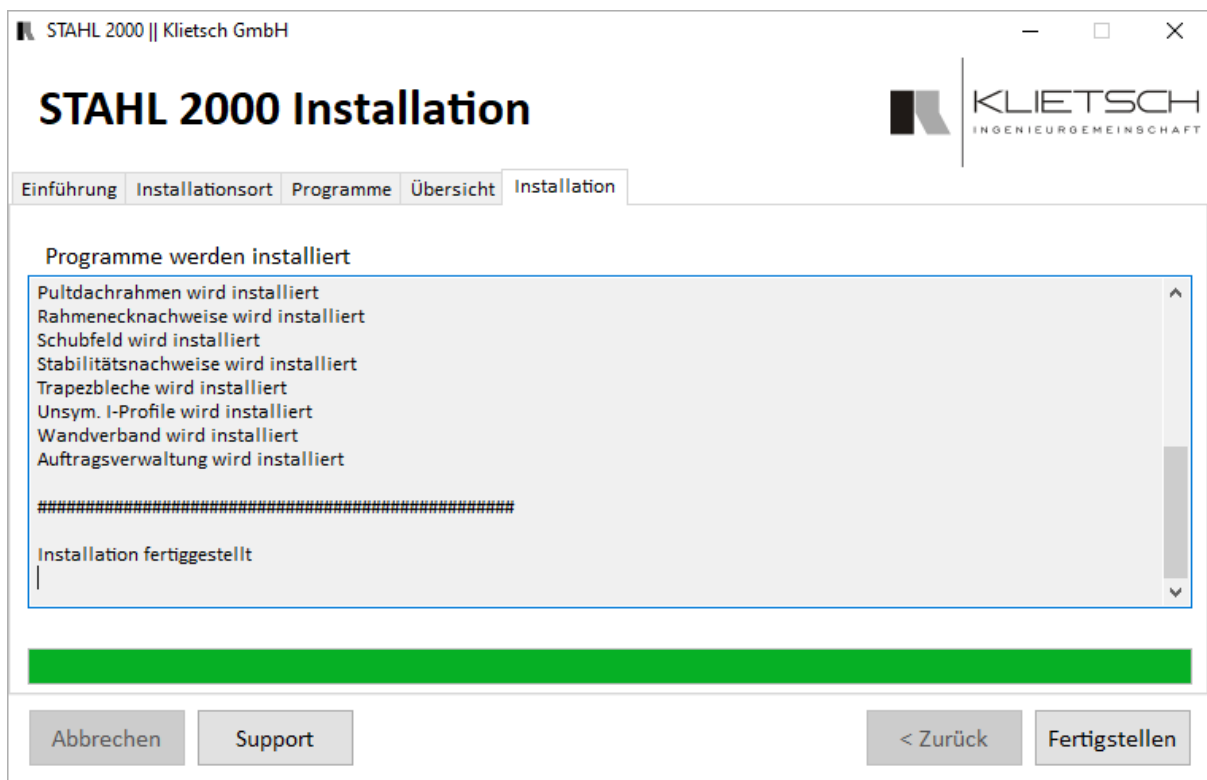 STAHL 2000 || Klietsch GmbH
STAHL 2000 Installation
KLIETSCH
INGENIEURGEMEINSCHAFT
Einführung Installationsort Programme Übersicht Installation
Programme werden installiert
Pultdachrahmen wird installiert
Rahmenecknachweise wird installiert
Schubfeld wird installiert
Stabilitätsnachweise wird installiert
Trapezbleche wird installiert
Unsym. I-Profile wird installiert
Wandverband wird installiert
Auftragsverwaltung wird installiert
##################################################
Installation fertiggestellt
Abbrechen Support < Zurück Fertigstellen